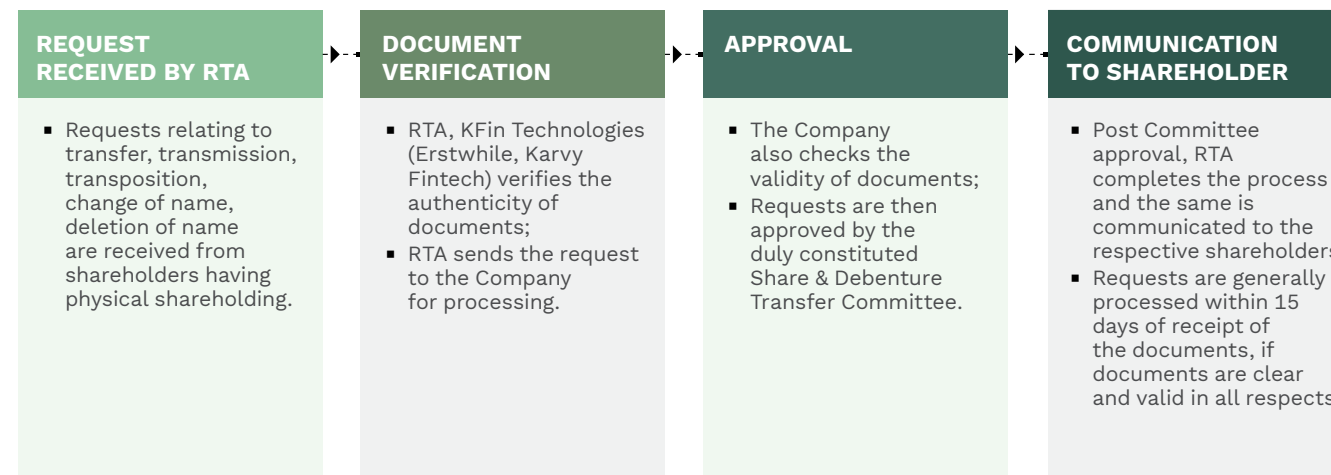 REQUEST
RECEIVED BY RTA
▪ Requests relating to
transfer, transmission,
transposition,
change of name,
deletion of name
are received from
shareholders having
physical shareholding.
DOCUMENT
VERIFICATION
▪ RTA, KFin Technologies
(Erstwhile, Karvy
Fintech) verifies the
authenticity of
documents;
▪ RTA sends the request
to the Company
for processing.
APPROVAL
▪ The Company
also checks the
validity of documents;
▪ Requests are then
approved by the
duly constituted
Share & Debenture
Transfer Committee.
COMMUNICATION
TO SHAREHOLDER
▪ Post Committee
approval, RTA
completes the process
and the same is
communicated to the
respective shareholders
▪ Requests are generally
processed within 15
days of receipt of
the documents, if
documents are clear
and valid in all respects